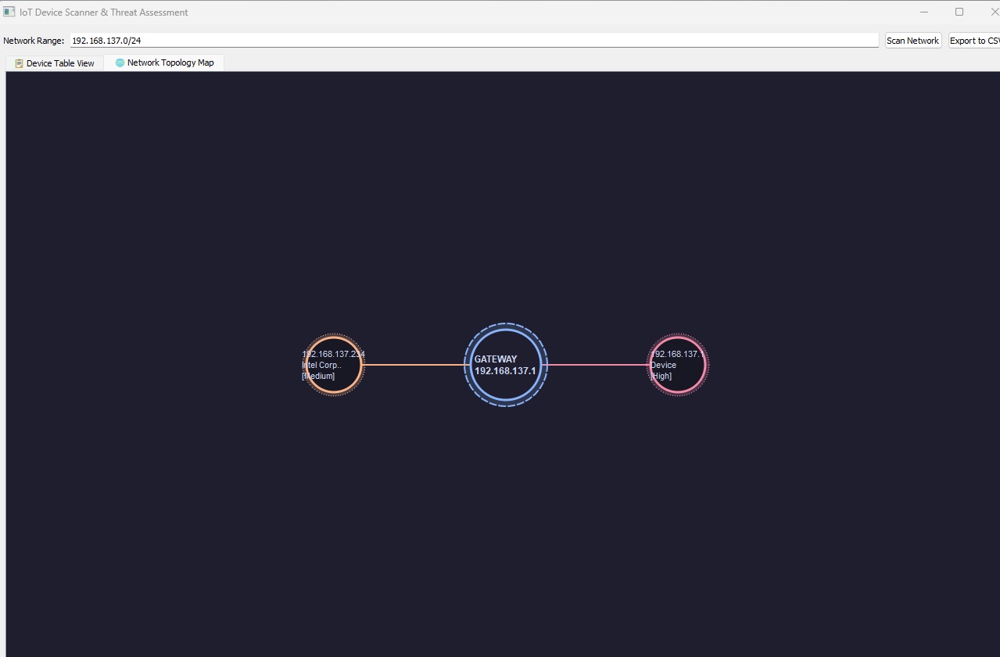 IoT Device Scanner & Threat Assessment
Network Range: 192.168.137.0/24 Scan Network Export to CSV
Device Table View Network Topology Map
192.168.137.234
Intel Corp..
[Medium]
GATEWAY
192.168.137.1
192.168.137.1
Device
[High]